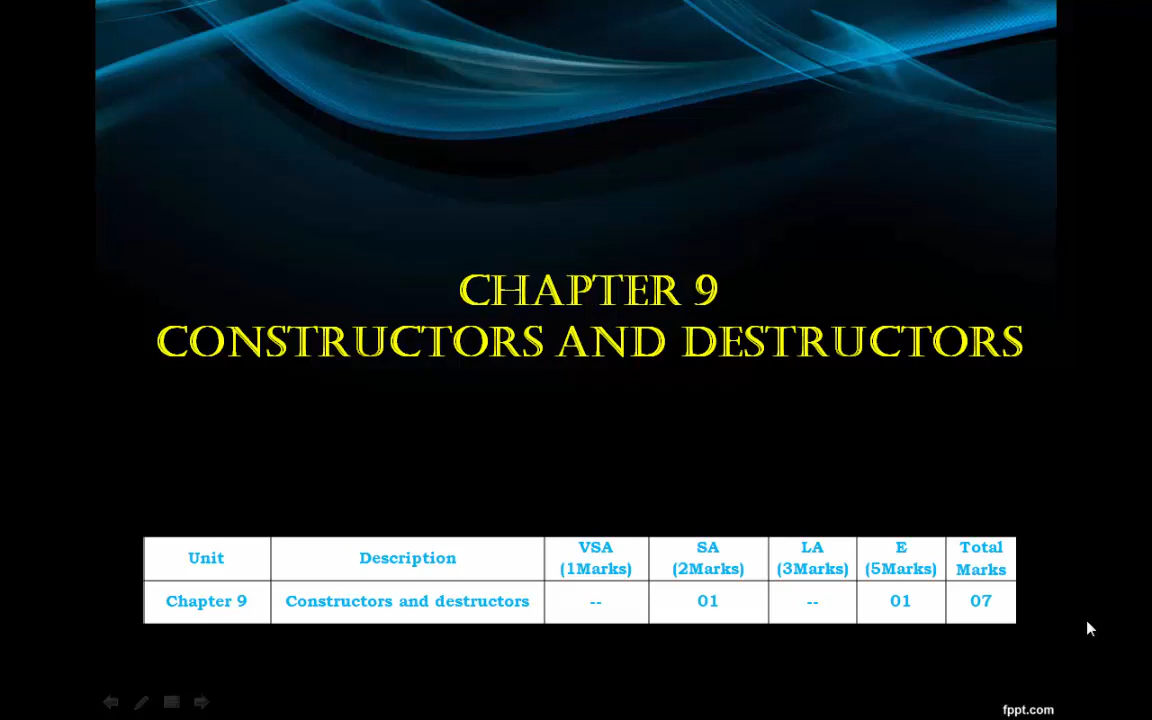 CHAPTER 9
CONSTRUCTORS AND DESTRUCTORS
Unit Description VSA (1Marks) SA (2Marks) LA (3Marks) E (5Marks) Total Marks
Chapter 9 Constructors and destructors -- 01 -- 01 07
fppt.com